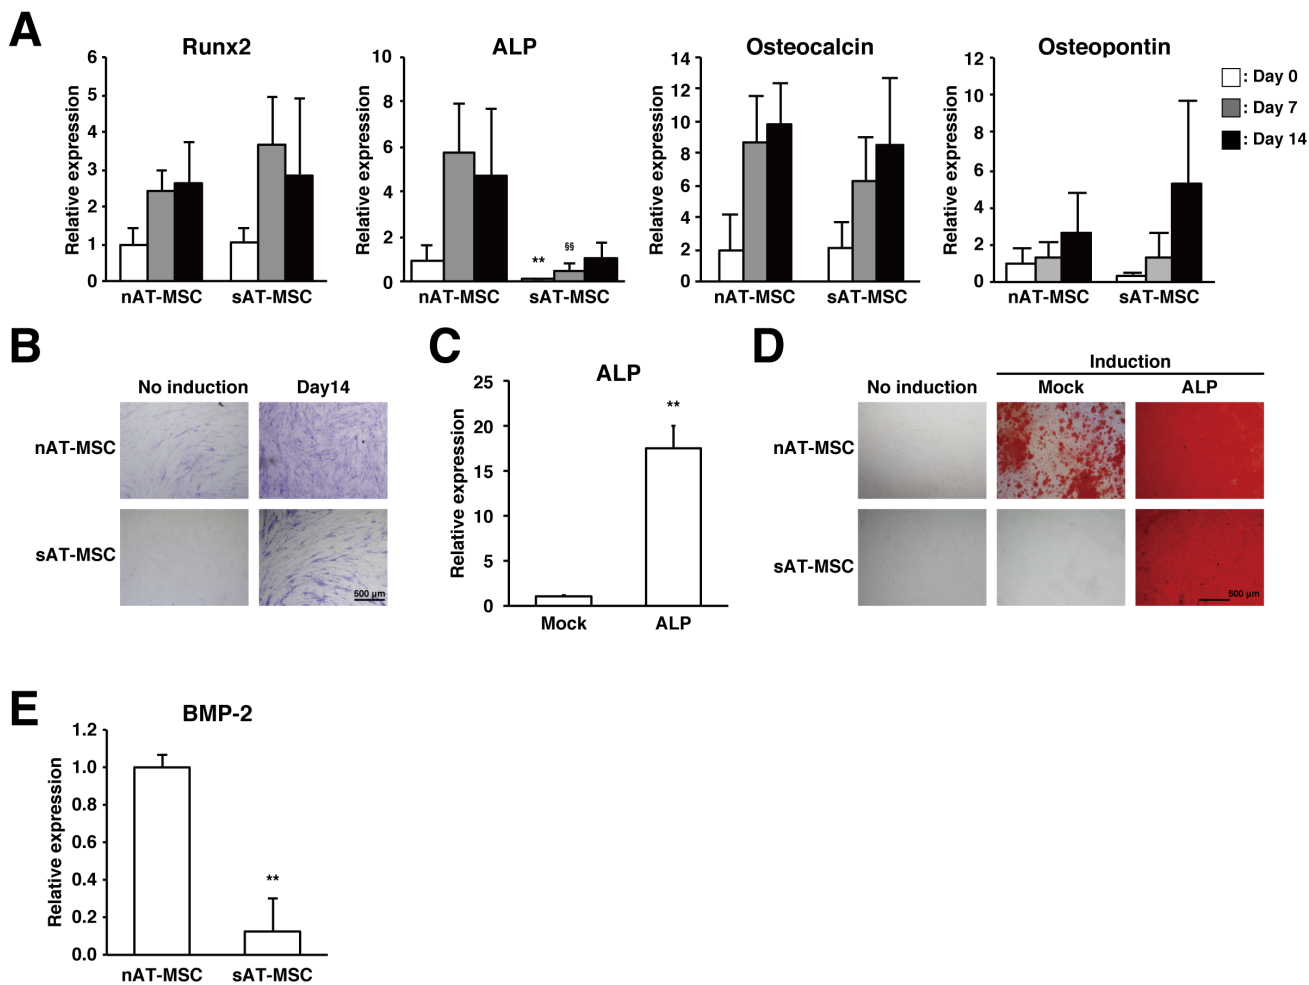 A
Runx2
ALP
Osteocalcin
Osteopontin
Relative expression
6
5
4
3
2
1
0
nAT-MSC
sAT-MSC
Relative expression
10
8
6
4
2
0
**
§§
nAT-MSC
sAT-MSC
Relative expression
14
12
10
8
6
4
2
0
nAT-MSC
sAT-MSC
Relative expression
12
10
8
6
4
2
0
nAT-MSC
sAT-MSC
: Day 0
: Day 7
: Day 14
B
No induction
Day14
nAT-MSC
sAT-MSC
500 µm
C
ALP
Relative expression
25
20
15
10
5
0
**
Mock
ALP
D
Induction
No induction
Mock
ALP
nAT-MSC
sAT-MSC
500 µm
E
BMP-2
Relative expression
1.2
1.0
0.8
0.6
0.4
0.2
0.0
**
nAT-MSC
sAT-MSC